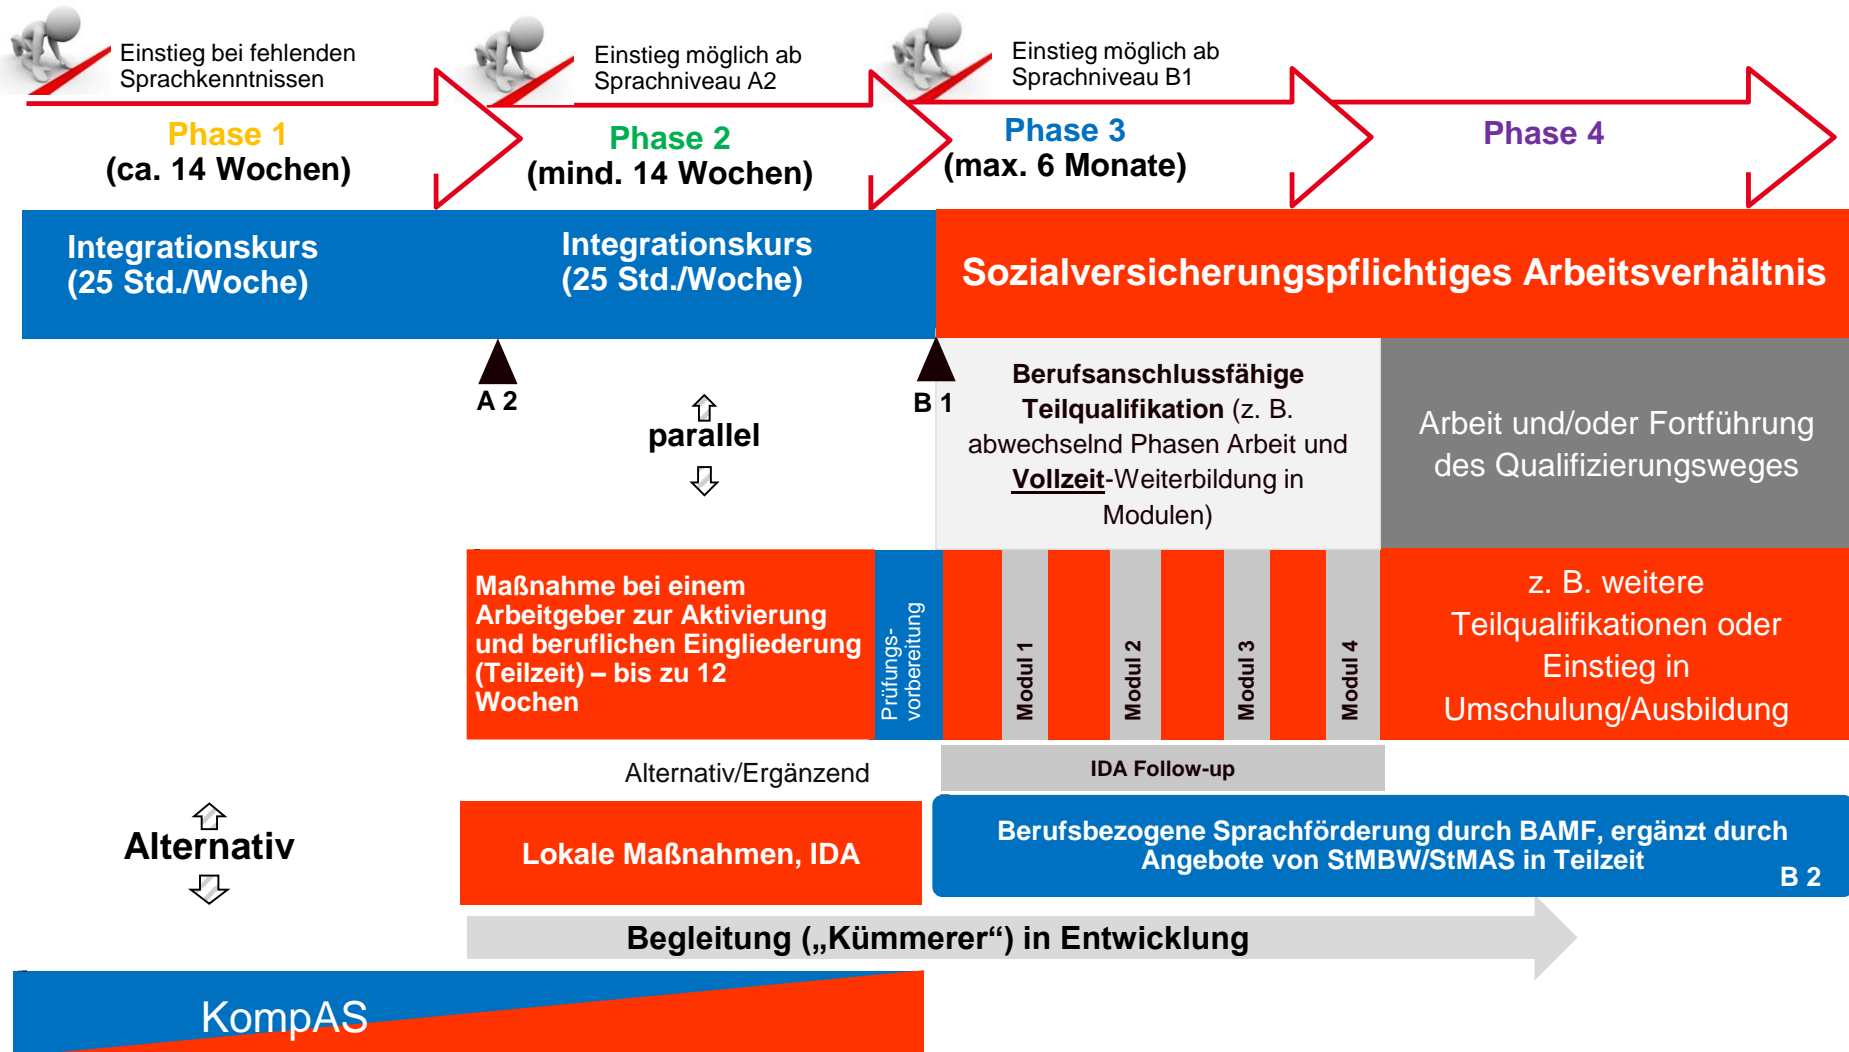 Einstieg bei fehlenden
Sprachkenntnissen
Einstieg möglich ab
Sprachniveau A2
Einstieg möglich ab
Sprachniveau B1
Phase 1
(ca. 14 Wochen)
Phase 2
(mind. 14 Wochen)
Phase 3
(max. 6 Monate)
Phase 4
Integrationskurs
(25 Std./Woche)
Integrationskurs
(25 Std./Woche)
Sozialversicherungspflichtiges Arbeitsverhältnis
A 2
parallel
B 1
Berufsanschlussfähige
Teilqualifikation (z. B.
abwechselnd Phasen Arbeit und
Vollzeit-Weiterbildung in
Modulen)
Arbeit und/oder Fortführung
des Qualifizierungsweges
Maßnahme bei einem
Arbeitgeber zur Aktivierung
und beruflichen Eingliederung
(Teilzeit) – bis zu 12
Wochen
Prüfungs-
vorbereitung
Modul 1
Modul 2
Modul 3
Modul 4
z. B. weitere
Teilqualifikationen oder
Einstieg in
Umschulung/Ausbildung
Alternativ/Ergänzend
IDA Follow-up
Alternativ
Lokale Maßnahmen, IDA
Berufsbezogene Sprachförderung durch BAMF, ergänzt durch
Angebote von StMBW/StMAS in Teilzeit
B 2
Begleitung („Kümmerer“) in Entwicklung
KompAS